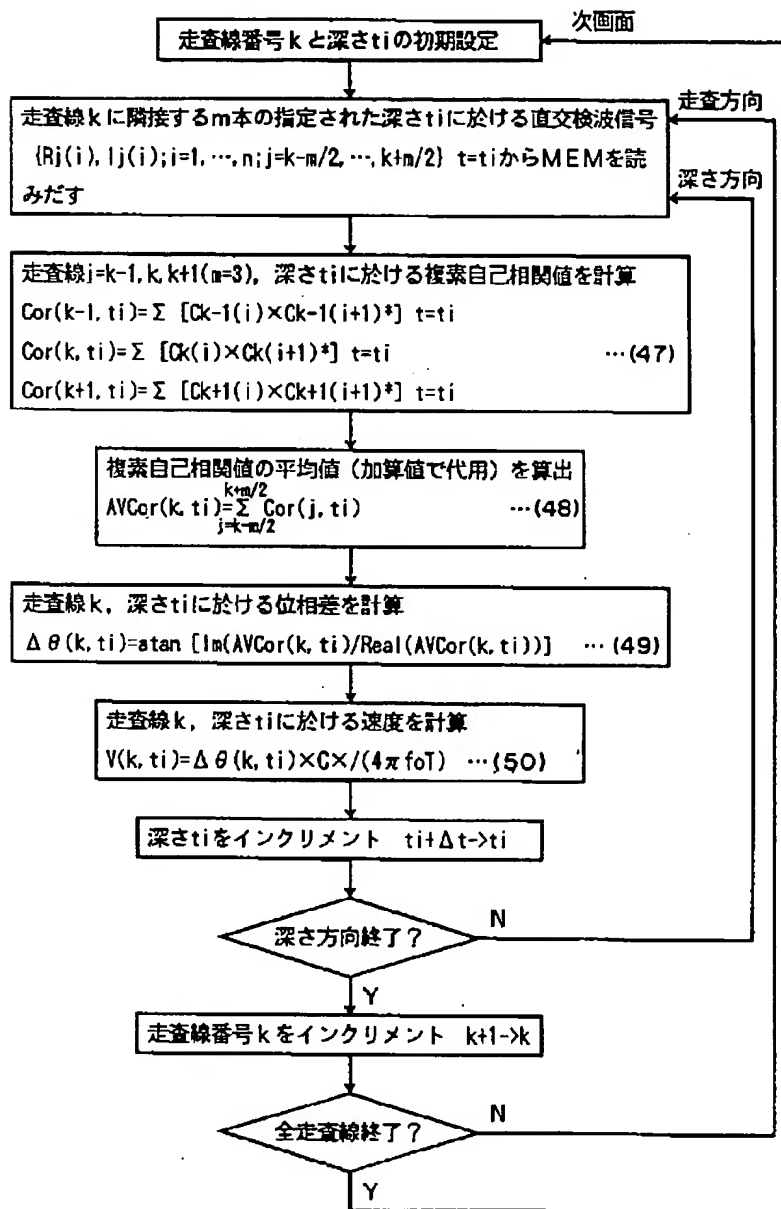 次画面
走査線番号kと深さtiの初期設定
走査方向
走査線kに隣接するm本の指定された深さtiに於ける直交検波信号
{Rj(i),Ij(i);i=1,…,n;j=k-m/2,…,k+m/2} t=tiからMEMを読
みだす
深さ方向
走査線j=k-1,k,k+1(m=3),深さtiに於ける複素自己相関値を計算
Cor(k-1,ti)=Σ [Ck-1(i)×Ck-1(i+1)*] t=ti
Cor(k,ti)=Σ [Ck(i)×Ck(i+1)*] t=ti …(47)
Cor(k+1,ti)=Σ [Ck+1(i)×Ck+1(i+1)*] t=ti
複素自己相関値の平均値(加算値で代用)を算出
k+m/2
AVCor(k,ti)=Σ Cor(j,ti) …(48)
j=k-m/2
走査線k,深さtiに於ける位相差を計算
Δθ(k,ti)=atan [Im(AVCor(k,ti)/Real(AVCor(k,ti))] …(49)
走査線k,深さtiに於ける速度を計算
V(k,ti)=Δθ(k,ti)×C×/(4πfoT) …(50)
深さtiをインクリメント ti+Δt->ti
深さ方向終了?
N
Y
走査線番号kをインクリメント k+1->k
全走査線終了?
N
Y